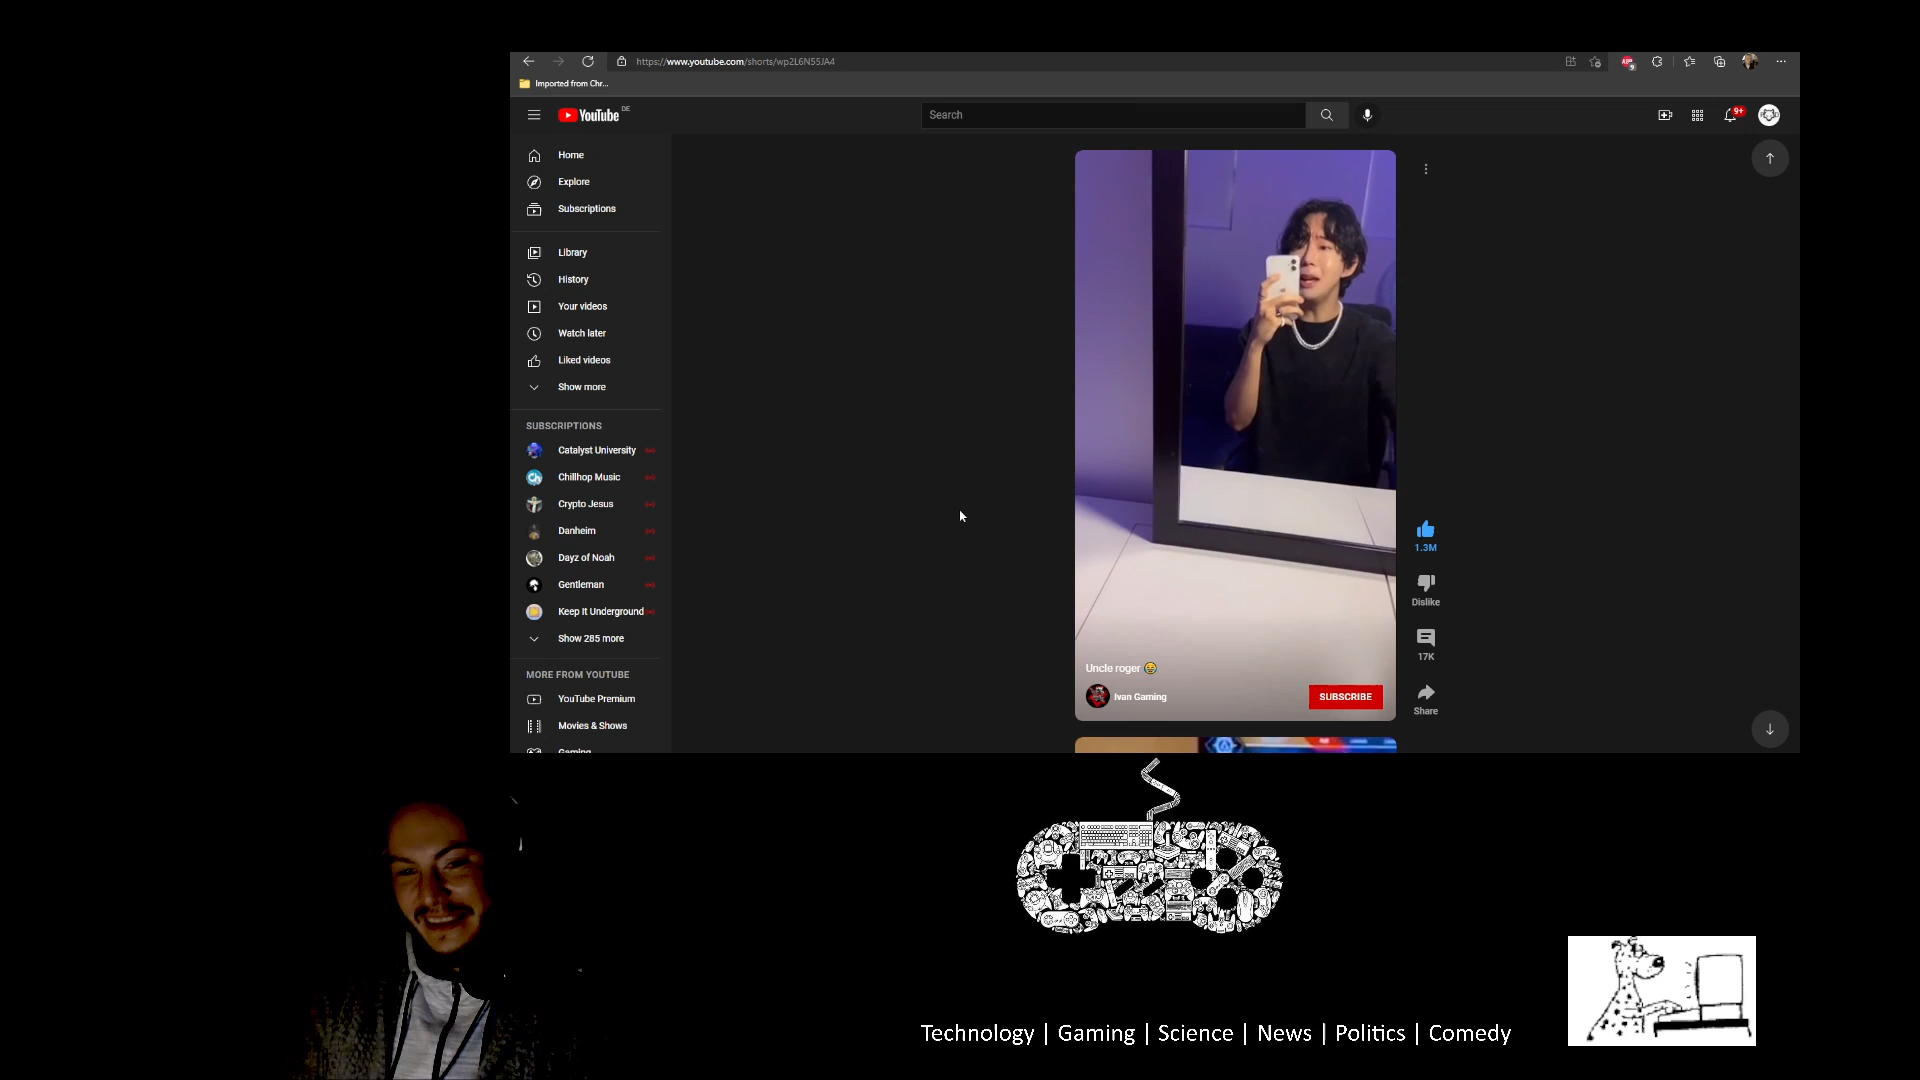 https://www.youtube.com/shorts/wp2L6N55JA4
Imported from Chr...
YouTube DE
Search
9+
Home
Explore
Subscriptions
Library
History
Your videos
Watch later
Liked videos
Show more
SUBSCRIPTIONS
Catalyst University
Chillhop Music
Crypto Jesus
Danheim
Dayz of Noah
Gentleman
Keep It Underground
Show 285 more
MORE FROM YOUTUBE
YouTube Premium
Movies & Shows
Gaming
1.3M
Dislike
17K
Share
Uncle roger 😂
Ivan Gaming
SUBSCRIBE
Technology | Gaming | Science | News | Politics | Comedy